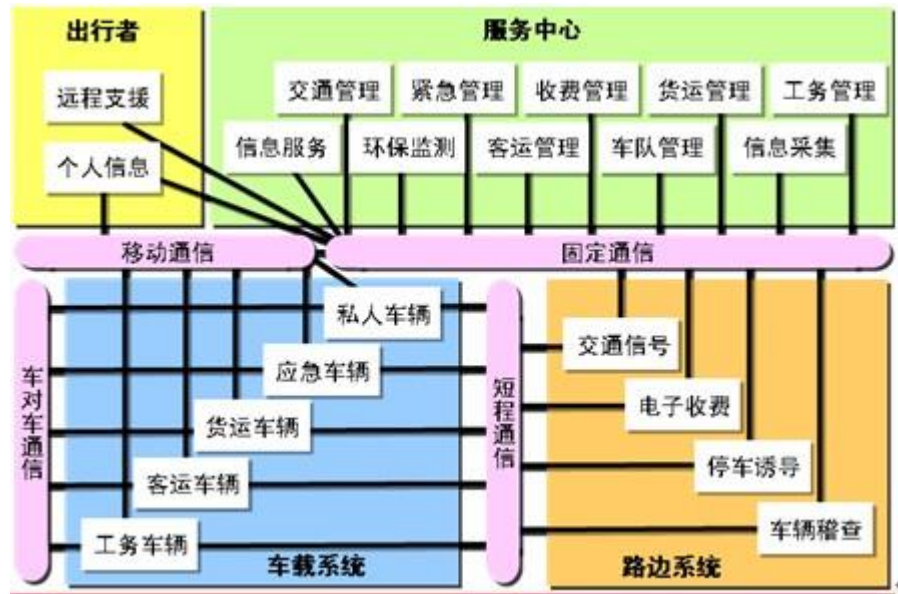 出行者
远程支援
个人信息
服务中心
交通管理
紧急管理
收费管理
货运管理
工务管理
信息服务
环保监测
客运管理
车队管理
信息采集
移动通信
固定通信
车对车通信
私人车辆
应急车辆
货运车辆
客运车辆
工务车辆
车载系统
短程通信
交通信号
电子收费
停车诱导
车辆稽查
路边系统